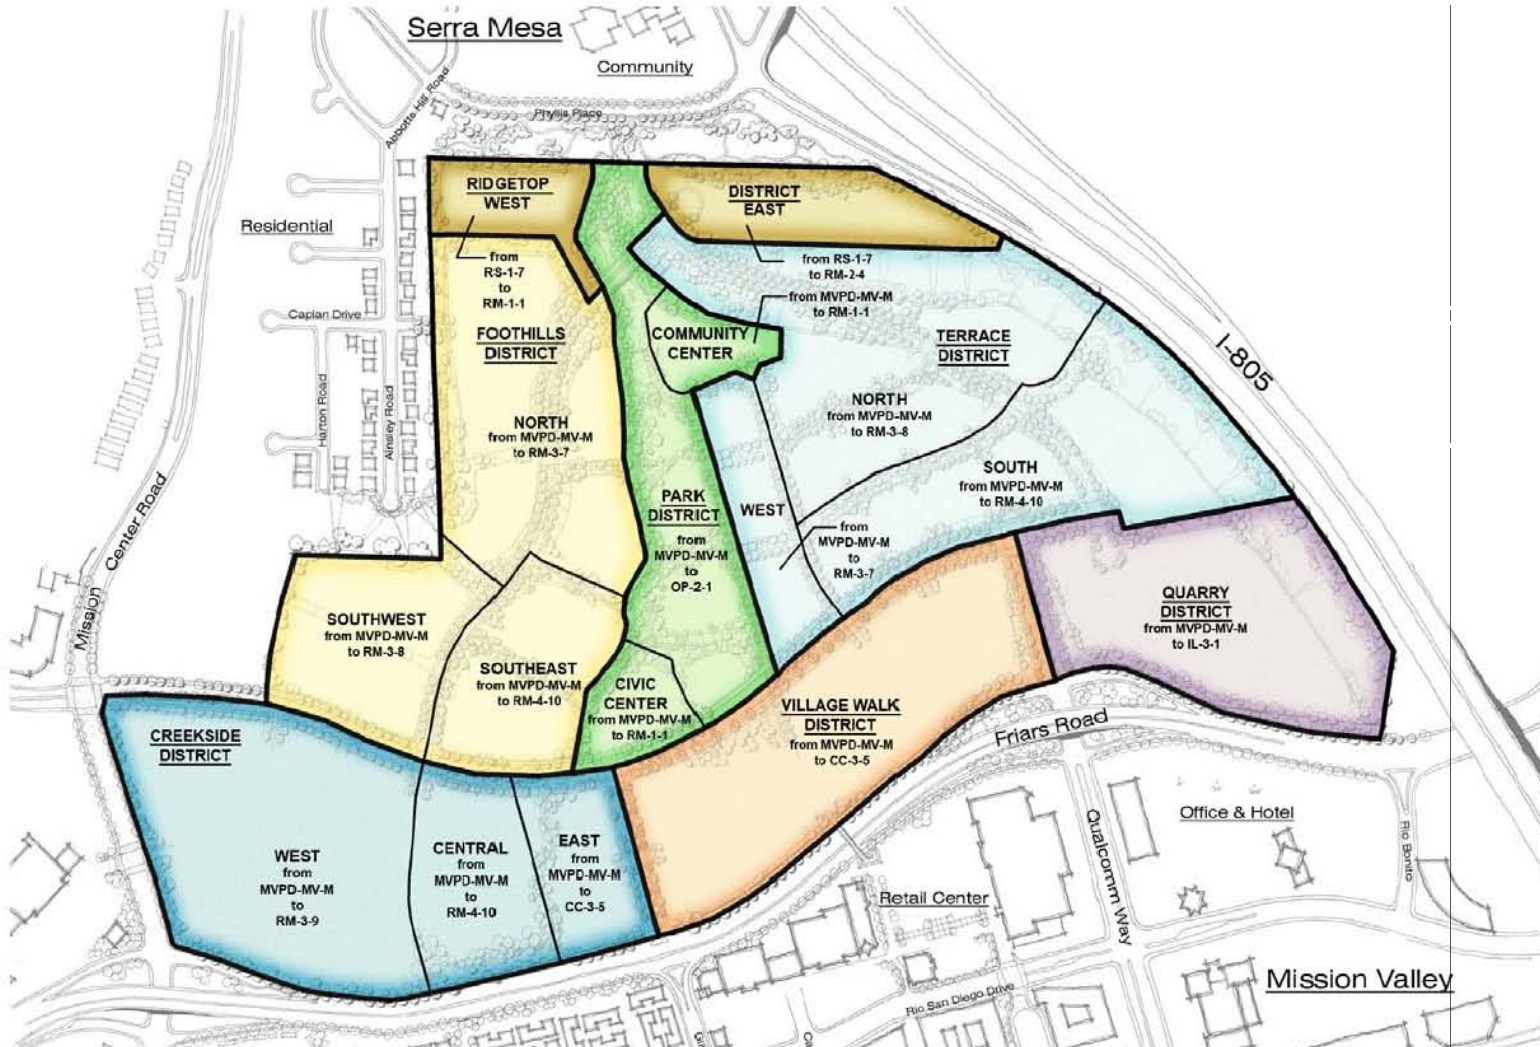 Serra Mesa
Community
Phyllis Place
Abbotts Hill Road
RIDGETOP
WEST
from
RS-1-7
to
RM-1-1
DISTRICT
EAST
from RS-1-7
to RM-2-4
Residential
from MVPD-MV-M
to RM-1-1
COMMUNITY
CENTER
Caplan Drive
Harton Road
Ainsley Road
FOOTHILLS
DISTRICT
NORTH
from MVPD-MV-M
to RM-3-7
TERRACE
DISTRICT
NORTH
from MVPD-MV-M
to RM-3-8
I-805
SOUTH
from MVPD-MV-M
to RM-4-10
WEST
from
MVPD-MV-M
to
RM-3-7
PARK
DISTRICT
from
MVPD-MV-M
to
OP-2-1
Mission Center Road
SOUTHWEST
from MVPD-MV-M
to RM-3-8
SOUTHEAST
from MVPD-MV-M
to RM-4-10
CIVIC
CENTER
from MVPD-MV-M
to RM-1-1
QUARRY
DISTRICT
from MVPD-MV-M
to IL-3-1
VILLAGE WALK
DISTRICT
from MVPD-MV-M
to CC-3-5
Friars Road
CREEKSIDE
DISTRICT
WEST
from
MVPD-MV-M
to
RM-3-9
CENTRAL
from
MVPD-MV-M
to
RM-4-10
EAST
from
MVPD-MV-M
to
CC-3-5
Office & Hotel
Qualcomm Way
Rio Bonito
Retail Center
Mission Valley
Rio San Diego Drive